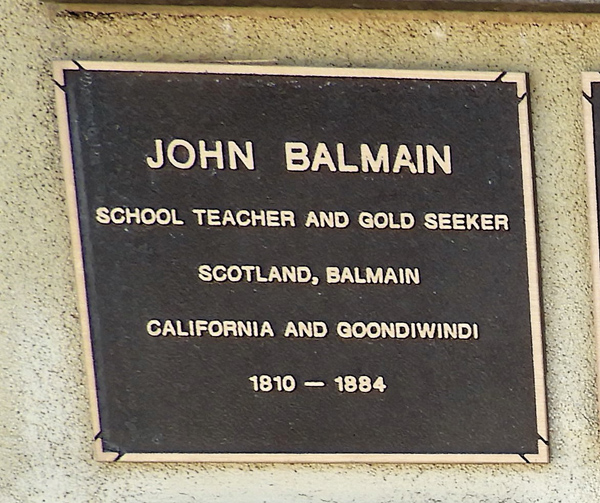 JOHN BALMAIN
SCHOOL TEACHER AND GOLD SEEKER
SCOTLAND, BALMAIN
CALIFORNIA AND GOONDIWINDI
1810 — 1884